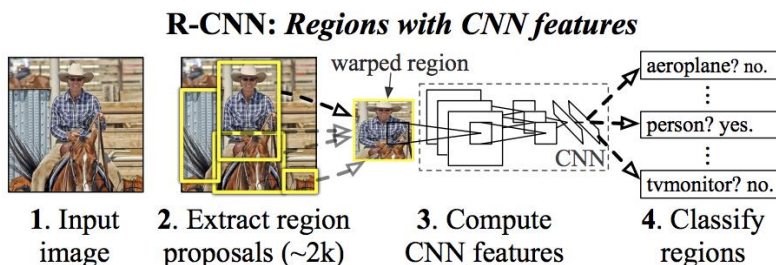 R-CNN: Regions with CNN features
warped region
aeroplane? no.
person? yes.
tvmonitor? no.
CNN
1. Input image
2. Extract region proposals (~2k)
3. Compute CNN features
4. Classify regions